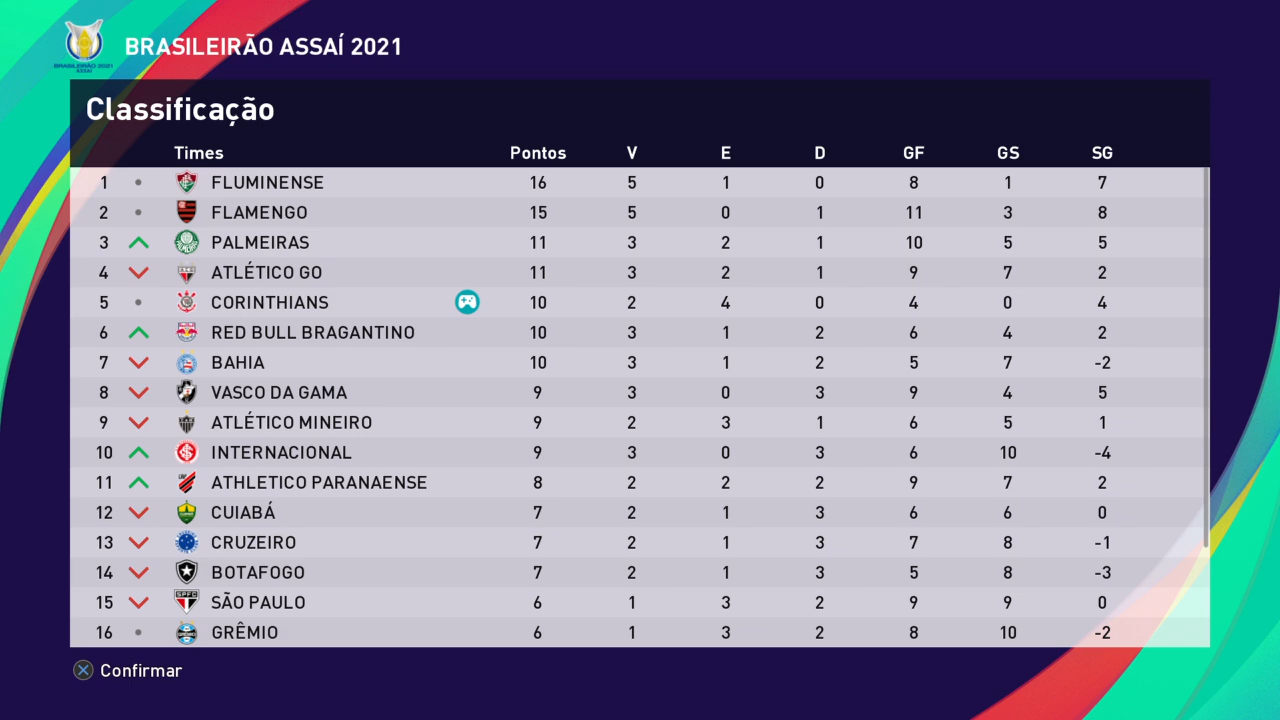 BRASILEIRÃO ASSAÍ 2021
BRASILEIRÃO 2021
ASSAÍ
Classificação
Times Pontos V E D GF GS SG
1 FLUMINENSE 16 5 1 0 8 1 7
2 FLAMENGO 15 5 0 1 11 3 8
3 PALMEIRAS 11 3 2 1 10 5 5
4 ATLÉTICO GO 11 3 2 1 9 7 2
5 CORINTHIANS 10 2 4 0 4 0 4
6 RED BULL BRAGANTINO 10 3 1 2 6 4 2
7 BAHIA 10 3 1 2 5 7 -2
8 VASCO DA GAMA 9 3 0 3 9 4 5
9 ATLÉTICO MINEIRO 9 2 3 1 6 5 1
10 INTERNACIONAL 9 3 0 3 6 10 -4
11 ATHLETICO PARANAENSE 8 2 2 2 9 7 2
12 CUIABÁ 7 2 1 3 6 6 0
13 CRUZEIRO 7 2 1 3 7 8 -1
14 BOTAFOGO 7 2 1 3 5 8 -3
15 SPFC SÃO PAULO 6 1 3 2 9 9 0
16 GRÊMIO 6 1 3 2 8 10 -2
Confirmar